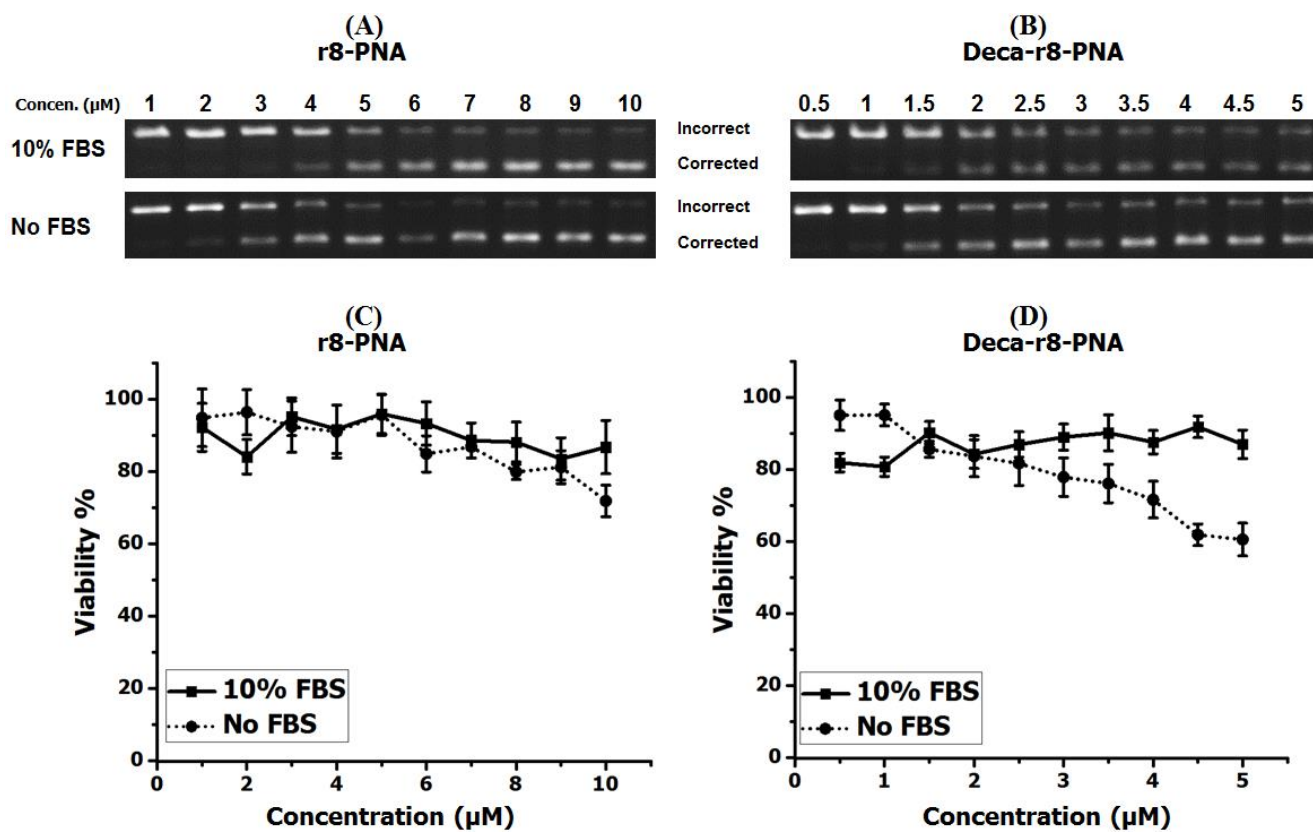 (A)
r8-PNA
(B)
Deca-r8-PNA
Concen. (µM) 1 2 3 4 5 6 7 8 9 10
0.5 1 1.5 2 2.5 3 3.5 4 4.5 5
10% FBS
Incorrect
Corrected
No FBS
Incorrect
Corrected
(C)
r8-PNA
(D)
Deca-r8-PNA
Viability %
100
80
60
40
20
0
10% FBS
No FBS
0 2 4 6 8 10
Concentration (µM)
Viability %
100
80
60
40
20
0
10% FBS
No FBS
0 1 2 3 4 5
Concentration (µM)